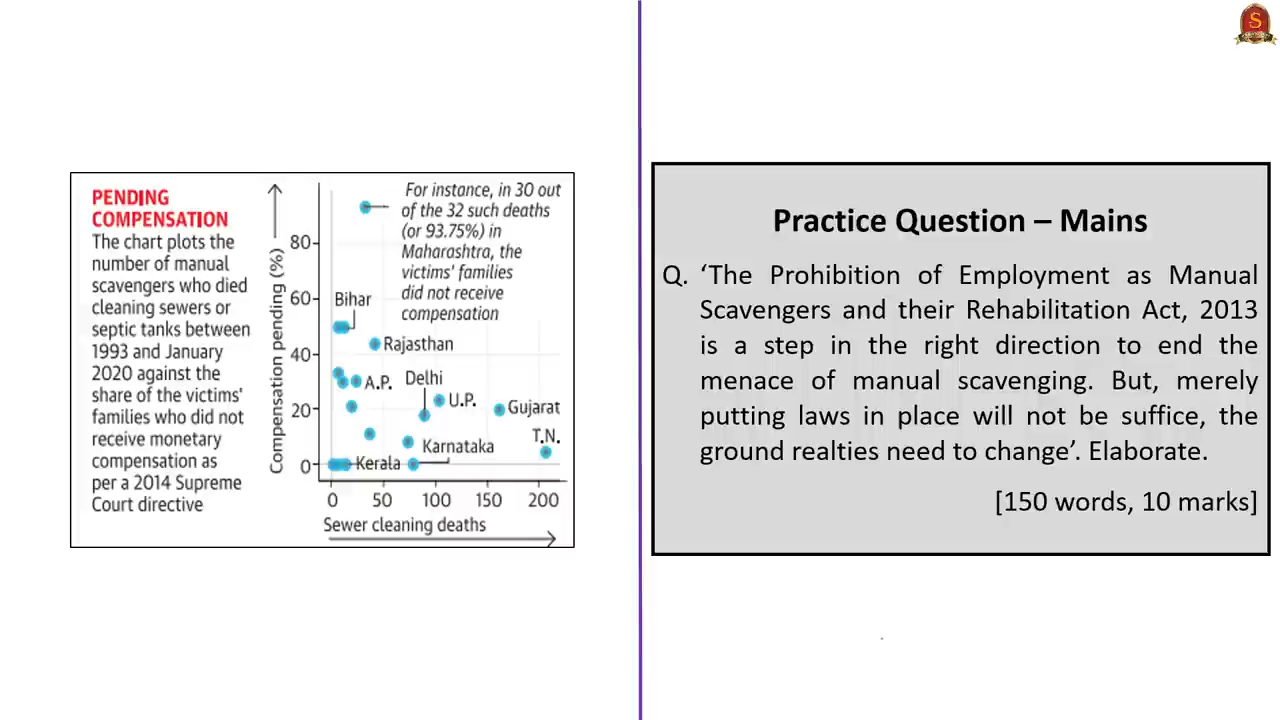 PENDING
COMPENSATION
The chart plots the
number of manual
scavengers who died
cleaning sewers or
septic tanks between
1993 and January
2020 against the
share of the victims'
families who did not
receive monetary
compensation as
per a 2014 Supreme
Court directive
Compensation pending (%)
80
60
40
20
0
For instance, in 30 out
of the 32 such deaths
(or 93.75%) in
Maharashtra, the
victims' families
did not receive
compensation
Bihar
Rajasthan
A.P.
Delhi
U.P.
Gujarat
T.N.
Karnataka
Kerala
0 50 100 150 200
Sewer cleaning deaths
S
Practice Question – Mains
Q. ‘The Prohibition of Employment as Manual
Scavengers and their Rehabilitation Act, 2013
is a step in the right direction to end the
menace of manual scavenging. But, merely
putting laws in place will not be suffice, the
ground realties need to change’. Elaborate.
[150 words, 10 marks]